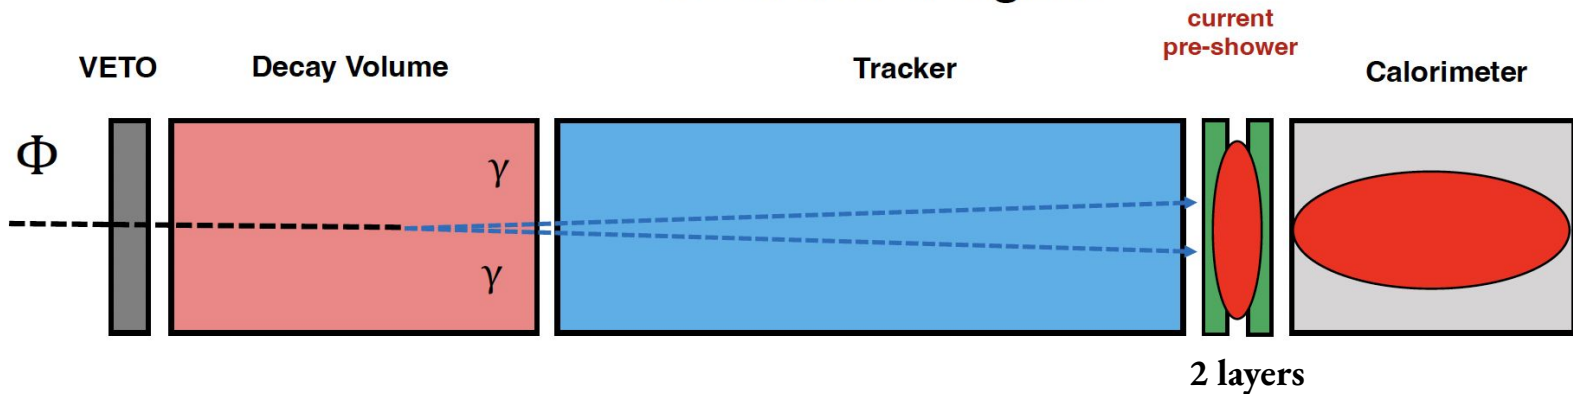 current
pre-shower
VETO
Decay Volume
Tracker
Calorimeter
Φ
γ
γ
2 layers